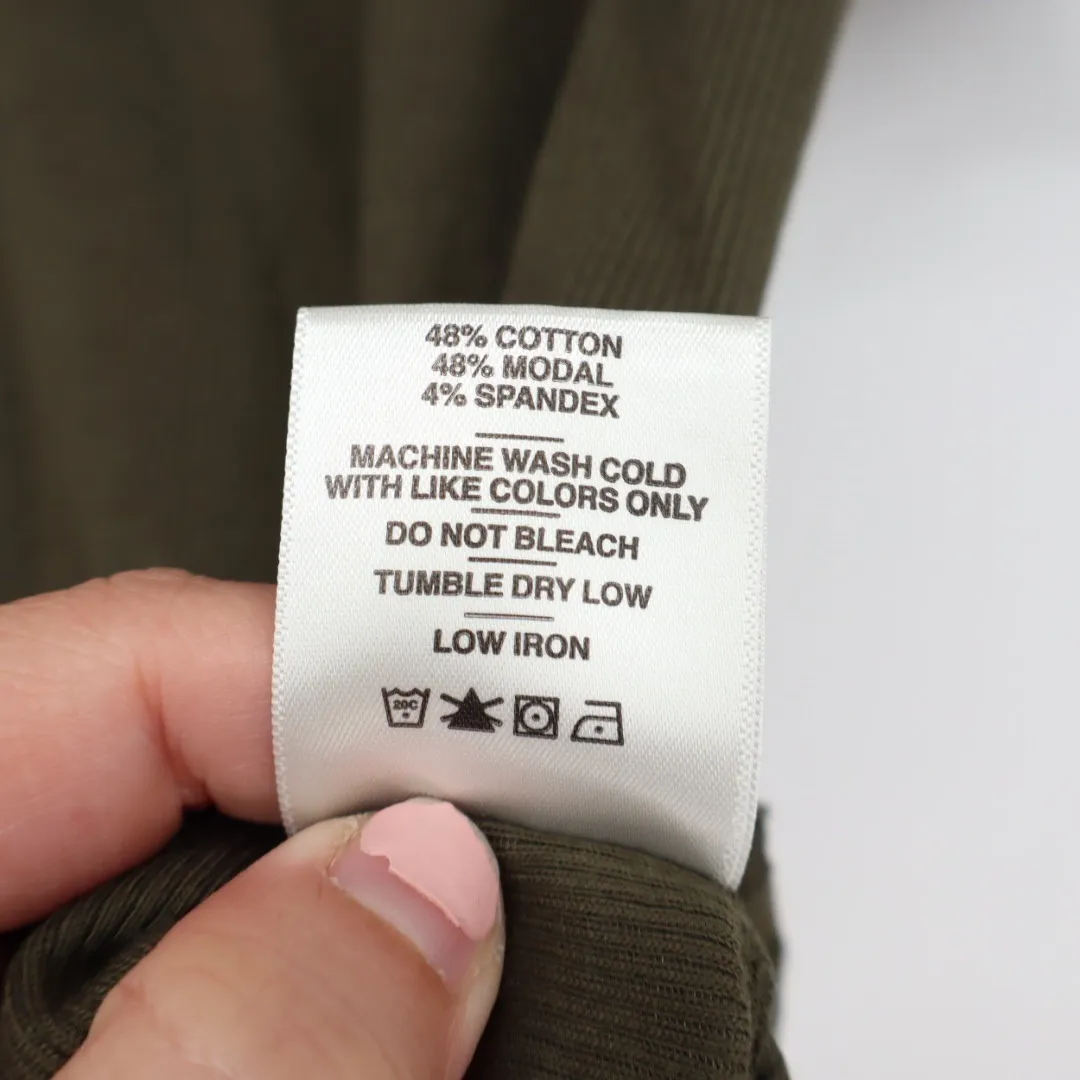 48% COTTON
48% MODAL
4% SPANDEX
MACHINE WASH COLD
WITH LIKE COLORS ONLY
DO NOT BLEACH
TUMBLE DRY LOW
LOW IRON
20C